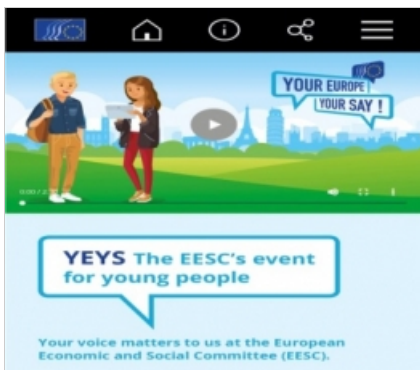 YOUR EUROPE
YOUR SAY !
YEYS The EESC's event
for young people
Your voice matters to us at the European
Economic and Social Committee (EESC).